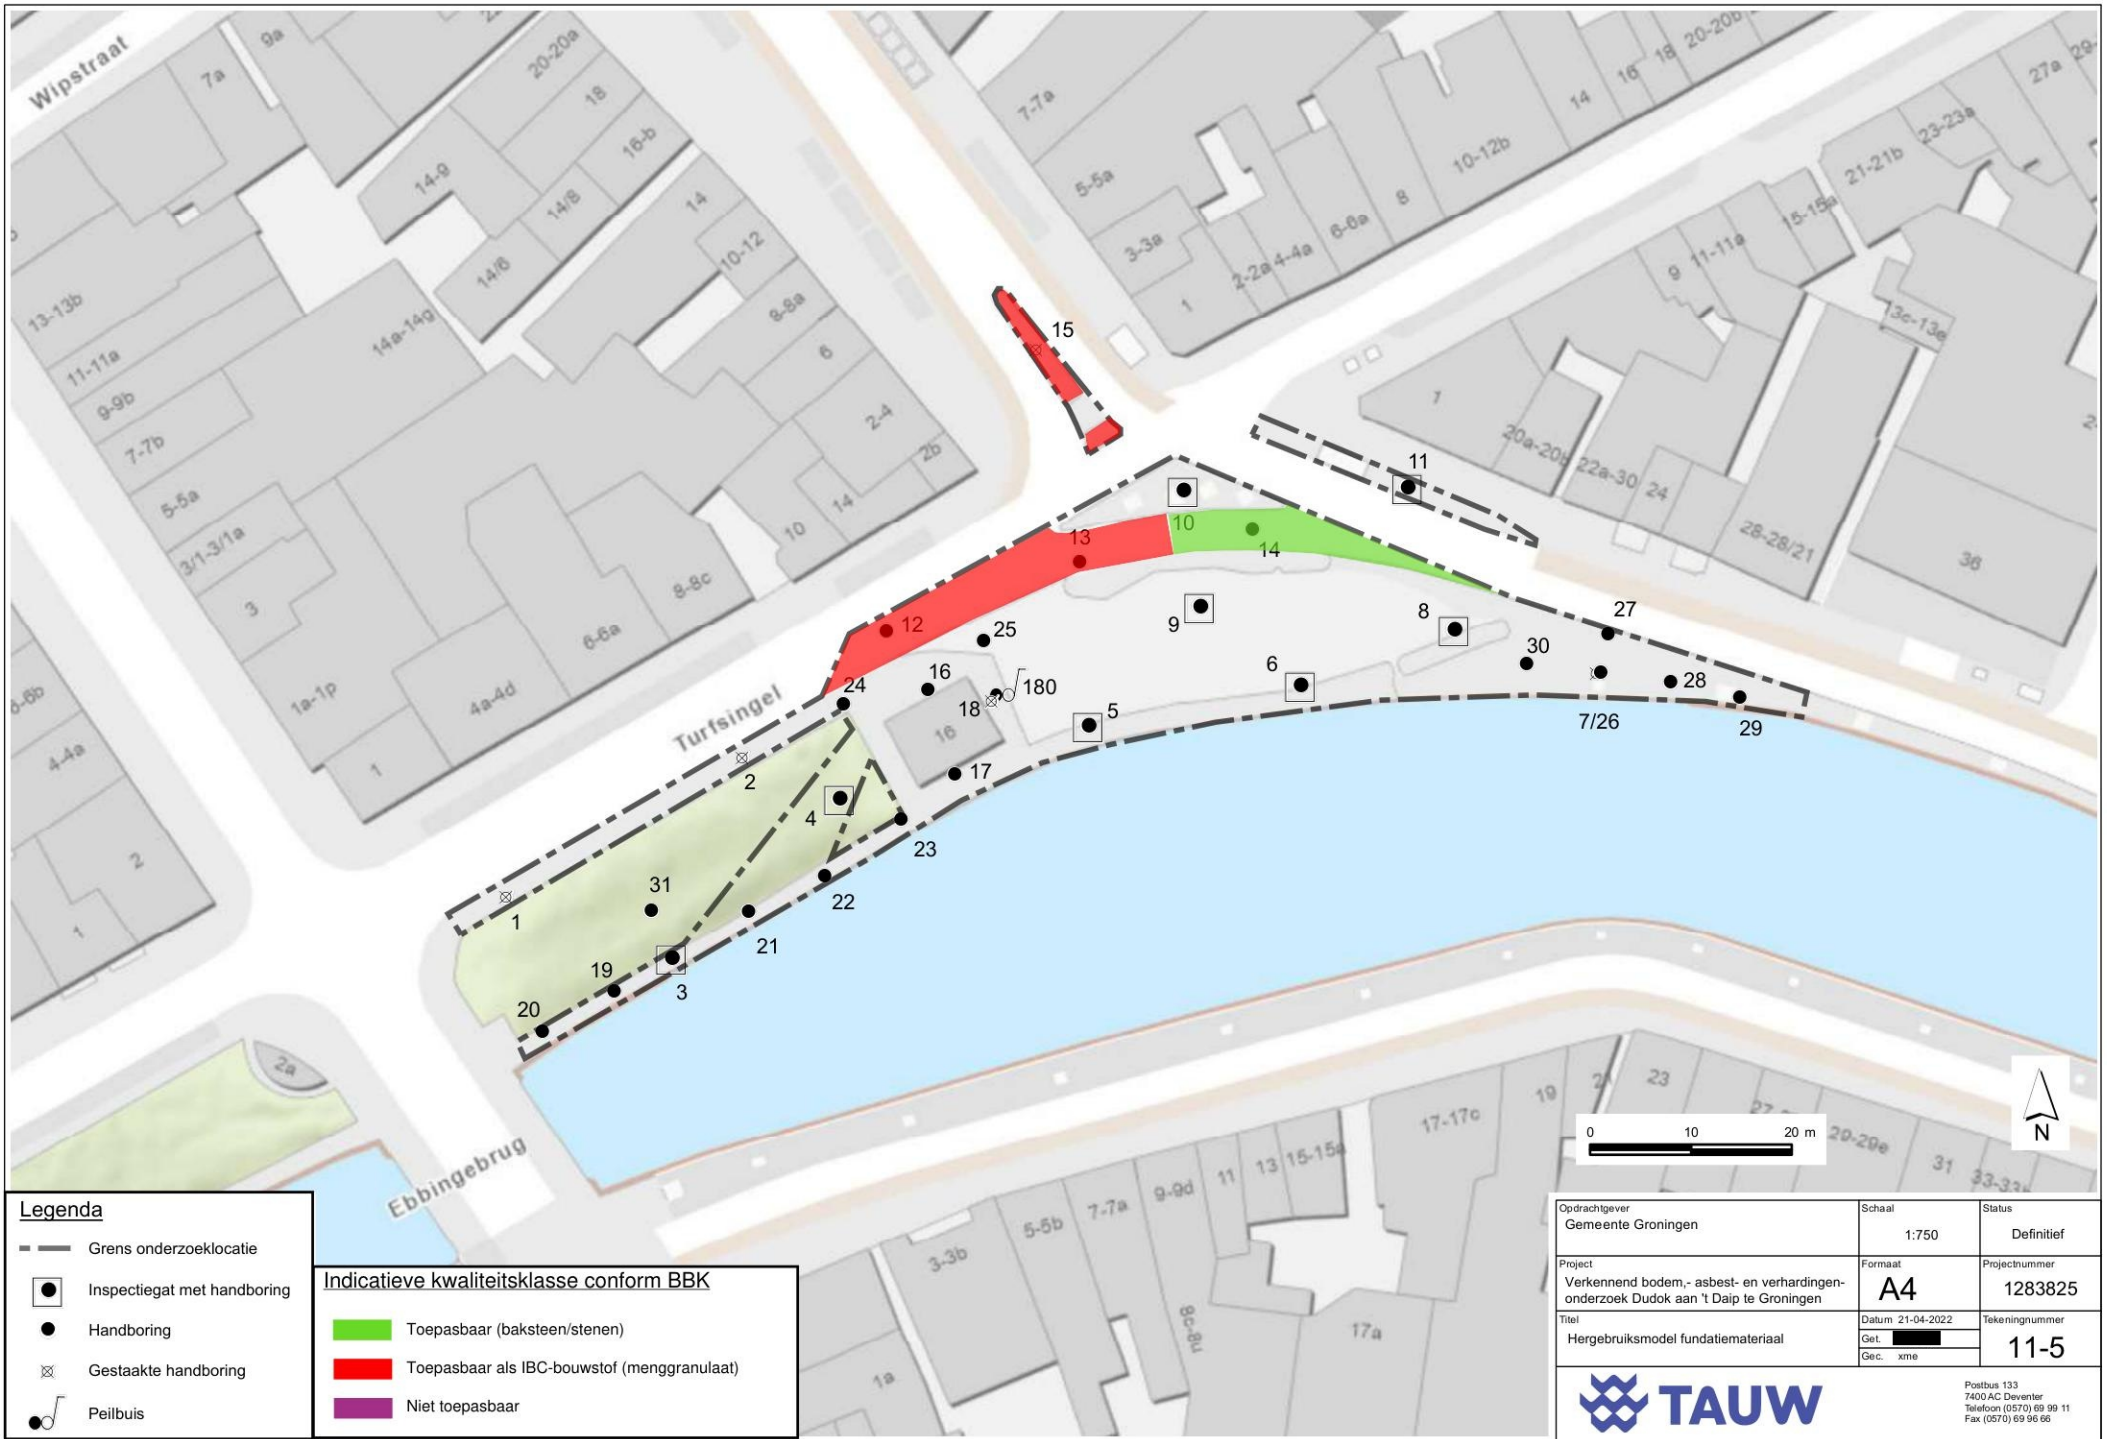 Wipstraat
9a
7a
20-20a
18
16-b
14-9
14/8
14/6
14
10-12
8-8a
6
2-4
2b
14
10
13-13b
11-11a
9-9b
7-7b
5-5a
3/1-3/1a
3
14a-14g
1a-1p
1
4a-4d
6-6a
8-8c
4-4a
2
1
2a
7-7a
5-5a
3-3a
1
2-2a
4-4a
6-6a
8
10-12b
14
16
18
20-20b
27a
29-
23-23a
21-21b
15-15a
11-11a
9
13c-13e
1
20a-20b
22a-30
24
28-28/21
36
15
11
10
13
14
12
25
9
8
27
30
6
16
24
180
18
5
28
7/26
29
16
17
Turfsingel
2
4
23
31
22
1
21
19
3
20
Ebbingebrug
3-3b
5-5b
7-7a
9-9d
11
13
15-15a
17-17c
19
21
23
29-29e
31
8c-8u
17a
1a
0 10 20 m
N
Legenda
Grens onderzoeklocatie
Inspectiegat met handboring
Handboring
Gestaakte handboring
Peilbuis
Indicatieve kwaliteitsklasse conform BBK
Toepasbaar (baksteen/stenen)
Toepasbaar als IBC-bouwstof (menggranulaat)
Niet toepasbaar
Opdrachtgever
Gemeente Groningen
Schaal
1:750
Status
Definitief
Project
Verkennend bodem,- asbest- en verhardingen-
onderzoek Dudok aan 't Daip te Groningen
Formaat
A4
Projectnummer
1283825
Titel
Hergebruiksmodel fundatiemateriaal
Datum 21-04-2022
Get.
Gec. xme
Tekeningnummer
11-5
TAUW
Postbus 133
7400 AC Deventer
Telefoon (0570) 69 99 11
Fax (0570) 69 96 66